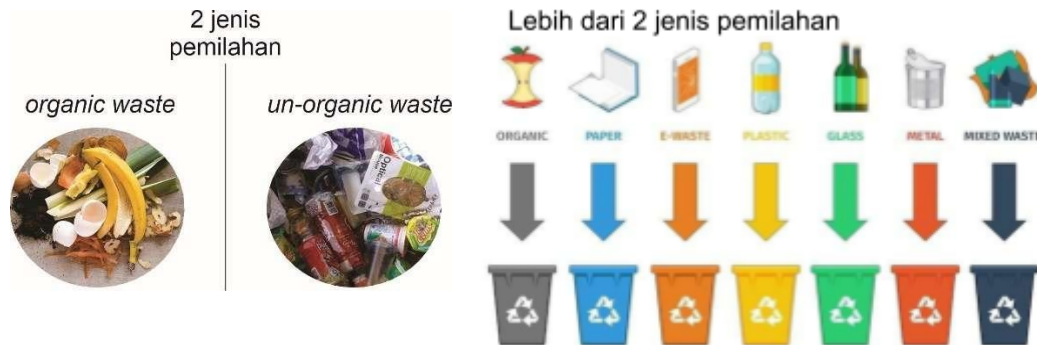 2 jenis
pemilahan
organic waste
un-organic waste
Optical
Lebih dari 2 jenis pemilahan
ORGANIC
PAPER
E-WASTE
PLASTIC
GLASS
METAL
MIXED WASTE